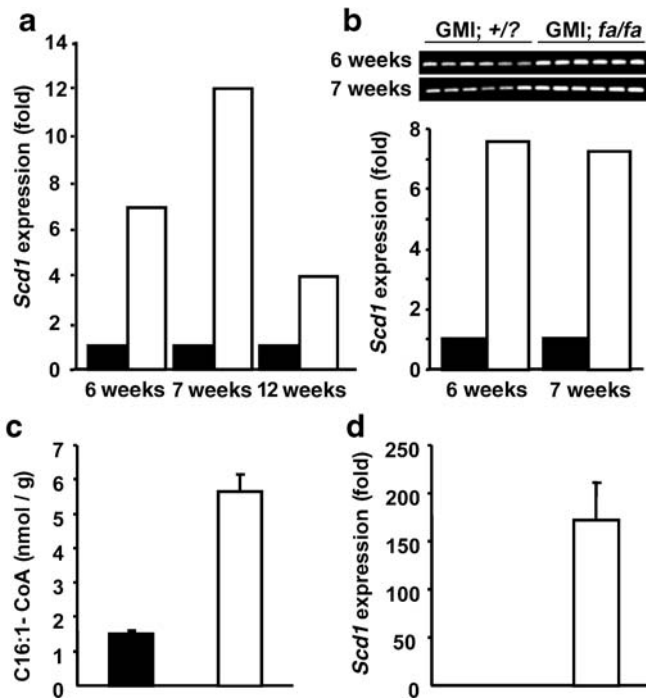 a
Scd1 expression (fold)
14
12
10
8
6
4
2
0
6 weeks 7 weeks 12 weeks
b
GMI; +/? GMI; fa/fa
6 weeks
7 weeks
Scd1 expression (fold)
8
6
4
2
0
6 weeks 7 weeks
c
C16:1- CoA (nmol / g)
7
6
5
4
3
2
1
0
d
Scd1 expression (fold)
250
200
150
100
50
0